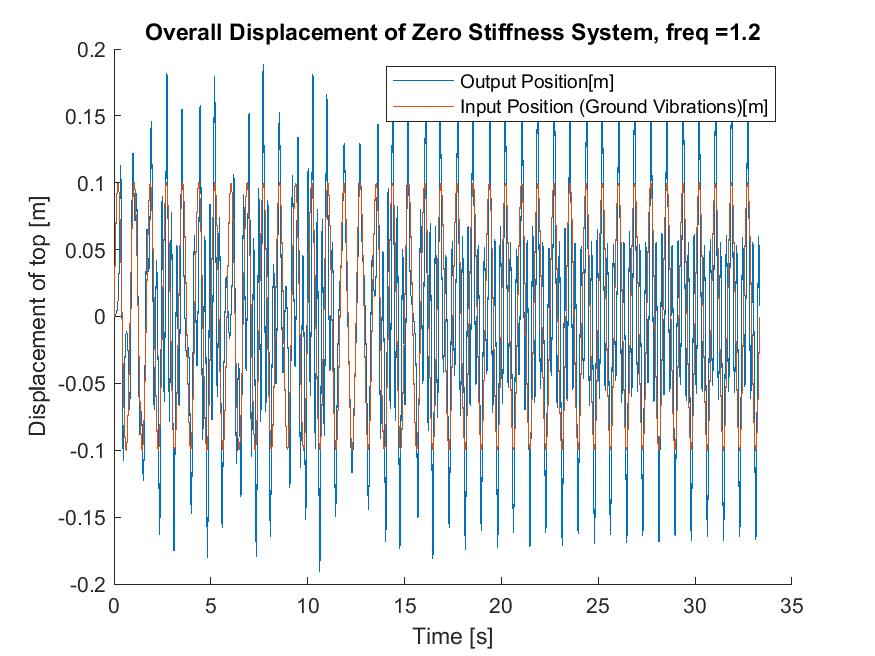 Overall Displacement of Zero Stiffness System, freq =1.2
Output Position[m]
Input Position (Ground Vibrations)[m]
Displacement of top [m]
0.2
0.15
0.1
0.05
0
-0.05
-0.1
-0.15
-0.2
0 5 10 15 20 25 30 35
Time [s]